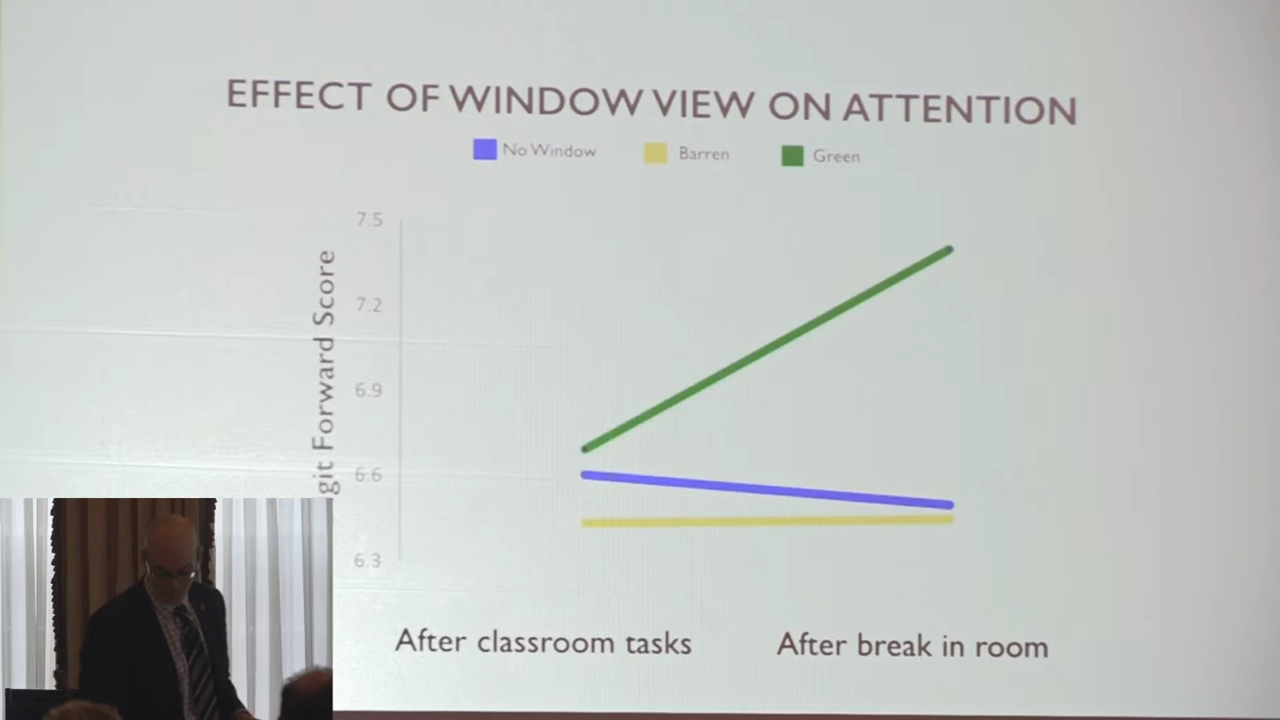 EFFECT OF WINDOW VIEW ON ATTENTION
No Window Barren Green
7.5
7.2
6.9
6.6
6.3
Forward Score
After classroom tasks After break in room